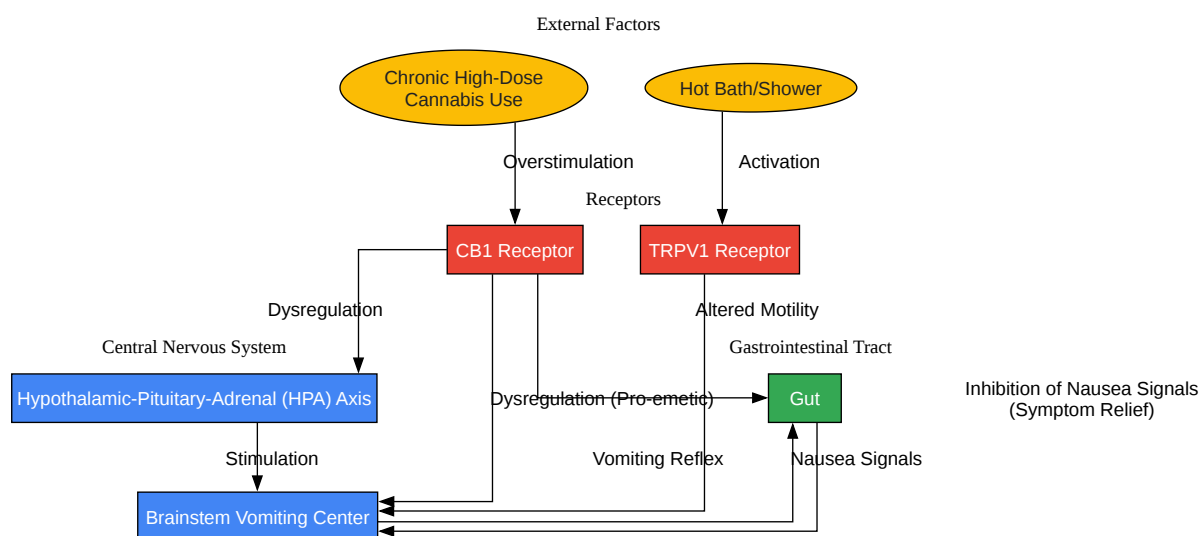 External Factors
Chronic High-Dose
Cannabis Use
Hot Bath/Shower
Overstimulation
Activation
Receptors
CB1 Receptor
TRPV1 Receptor
Dysregulation
Altered Motility
Central Nervous System
Gastrointestinal Tract
Hypothalamic-Pituitary-Adrenal (HPA) Axis
Dysregulation (Pro-emetic)
Gut
Inhibition of Nausea Signals
(Symptom Relief)
Stimulation
Vomiting Reflex
Nausea Signals
Brainstem Vomiting Center